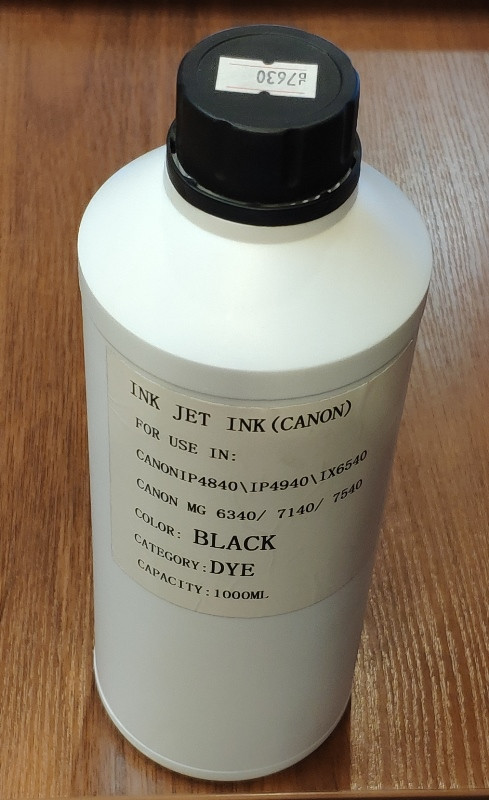 d7630
INK JET INK(CANON)
FOR USE IN:
CANONIP4840\IP4940\IX6540
CANON MG 6340/ 7140/ 7540
COLOR: BLACK
CATEGORY:DYE
CAPACITY:1000ML